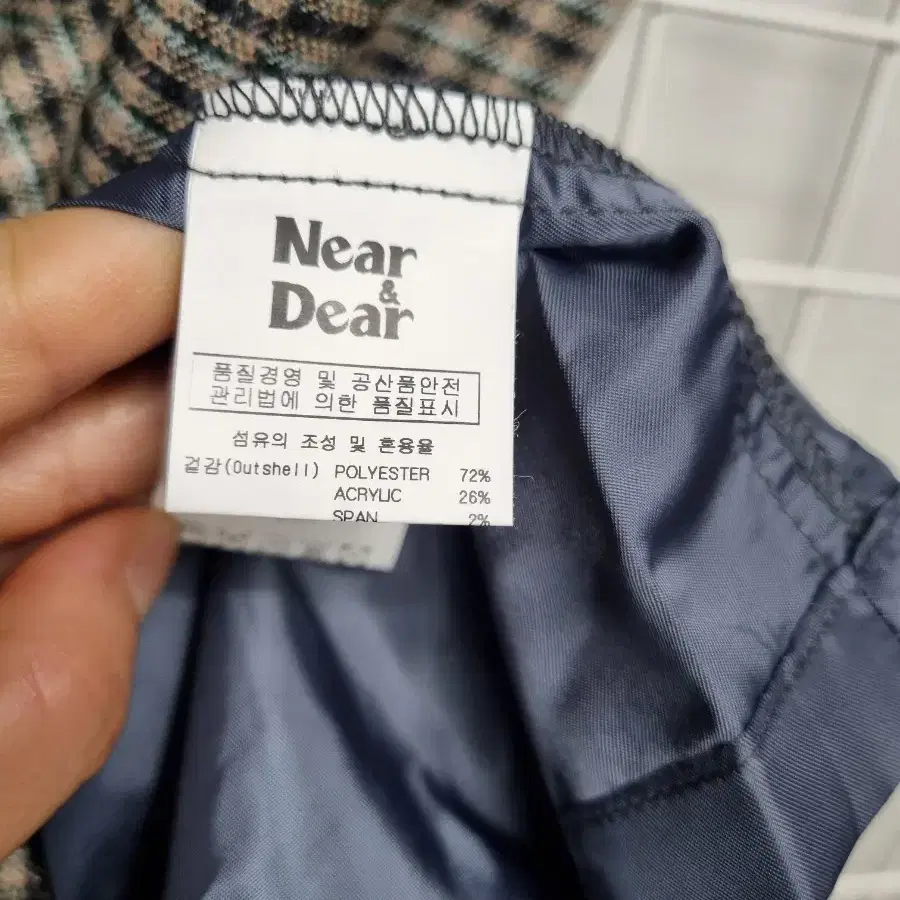 Near
&
Dear
품질경영 및 공산품안전
관리법에 의한 품질표시
섬유의 조성 및 혼용율
겉감(Outshell) POLYESTER 72%
ACRYLIC 26%
SPAN 2%